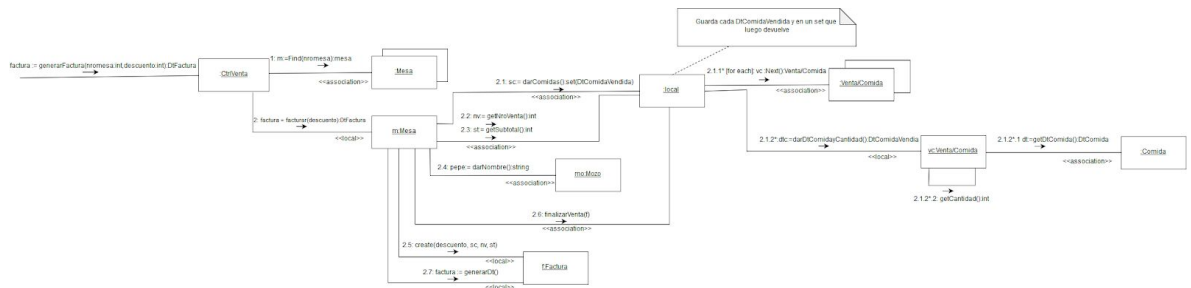 Guarda cada DtComidaVendida y en un set que
luego devuelve
factura := generarFactura(nromesa:int,descuento:int):DtFactura
CtrlVenta
1: m:=Find(nromesa):mesa
<<association>>
:Mesa
2: factura = facturar(descuento):DtFactura
<<local>>
m:Mesa
2.1: sc:= darComidas():set(DtComidaVendida)
<<association>>
:local
2.1.1* [for each]: vc :Next():Venta/Comida
<<association>>
:Venta/Comida
2.2: nv:= getNroVenta():int
2.3: st:= getSubtotal():int
<<association>>
2.1.2*:dtc:=darDtComidayCantidad():DtComidaVendia
<<local>>
vc:Venta/Comida
2.1.2*.1 dt:=getDtComida():DtComida
<<association>>
:Comida
2.1.2*.2: getCantidad():int
2.4: pepe:= darNombre():string
<<association>>
mo:Mozo
2.6: finalizarVenta(f)
<<association>>
2.5: create(descuento, sc, nv, st)
<<local>>
f:Factura
2.7: factura := generarDt()
<<local>>